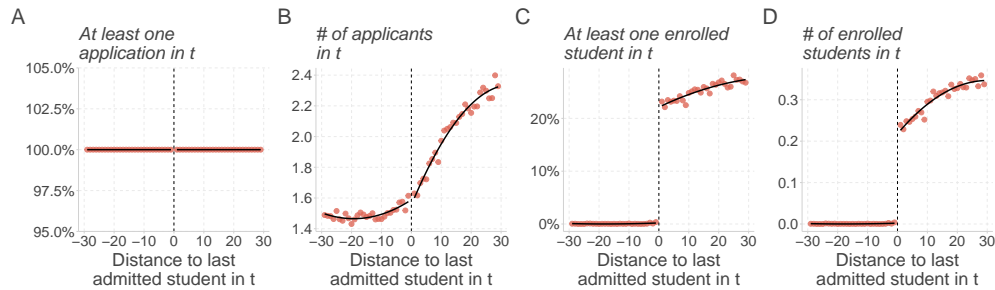 A
At least one
application in t
105.0%
102.5%
100.0%
97.5%
95.0%
−30 −20 −10 0 10 20 30
Distance to last
admitted student in t
B
# of applicants
in t
2.4
2.2
2.0
1.8
1.6
1.4
−30 −20 −10 0 10 20 30
Distance to last
admitted student in t
C
At least one enrolled
student in t
20%
10%
0%
−30 −20 −10 0 10 20 30
Distance to last
admitted student in t
D
# of enrolled
students in t
0.3
0.2
0.1
0.0
−30 −20 −10 0 10 20 30
Distance to last
admitted student in t